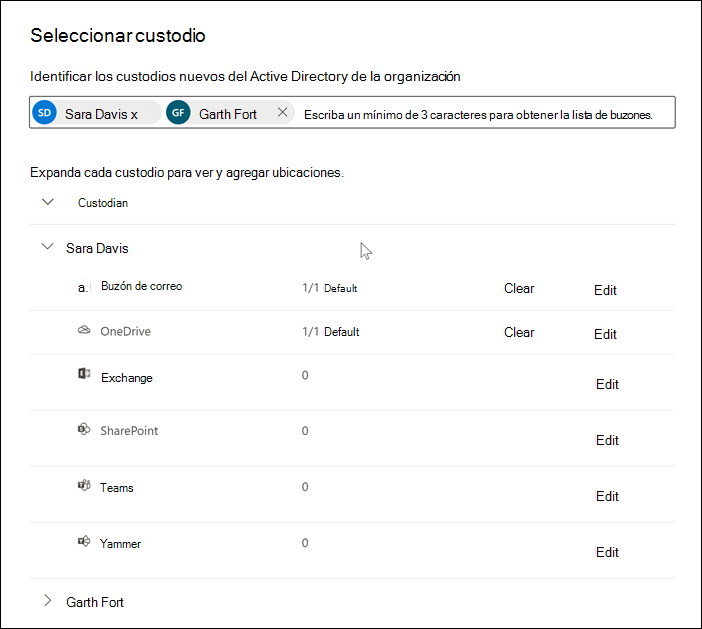 Seleccionar custodio
Identificar los custodios nuevos del Active Directory de la organización
SD Sara Davis x GF Garth Fort Escriba un mínimo de 3 caracteres para obtener la lista de buzones.
Expanda cada custodio para ver y agregar ubicaciones.
Custodian
Sara Davis
a. Buzón de correo 1/1 Default Clear Edit
OneDrive 1/1 Default Clear Edit
Exchange 0 Edit
SharePoint 0 Edit
Teams 0 Edit
Yammer 0 Edit
Garth Fort